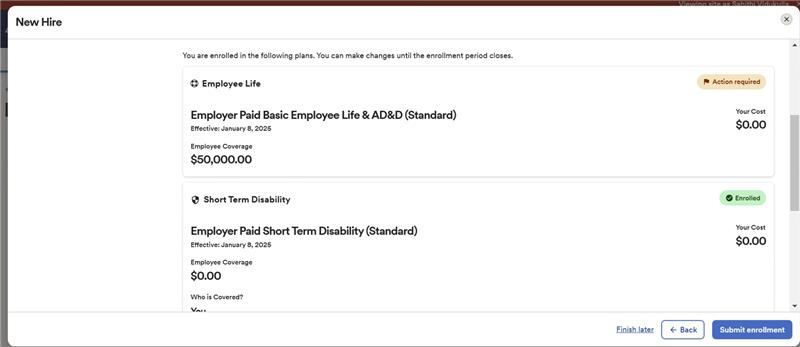 Viewing site as Sahithi Vidukulla
New Hire
You are enrolled in the following plans. You can make changes until the enrollment period closes.
Employee Life
Action required
Employer Paid Basic Employee Life & AD&D (Standard)
Your Cost
Effective: January 8, 2025
$0.00
Employee Coverage
$50,000.00
Short Term Disability
Enrolled
Employer Paid Short Term Disability (Standard)
Your Cost
Effective: January 8, 2025
$0.00
Employee Coverage
$0.00
Who is Covered?
You
Finish later
Back
Submit enrollment